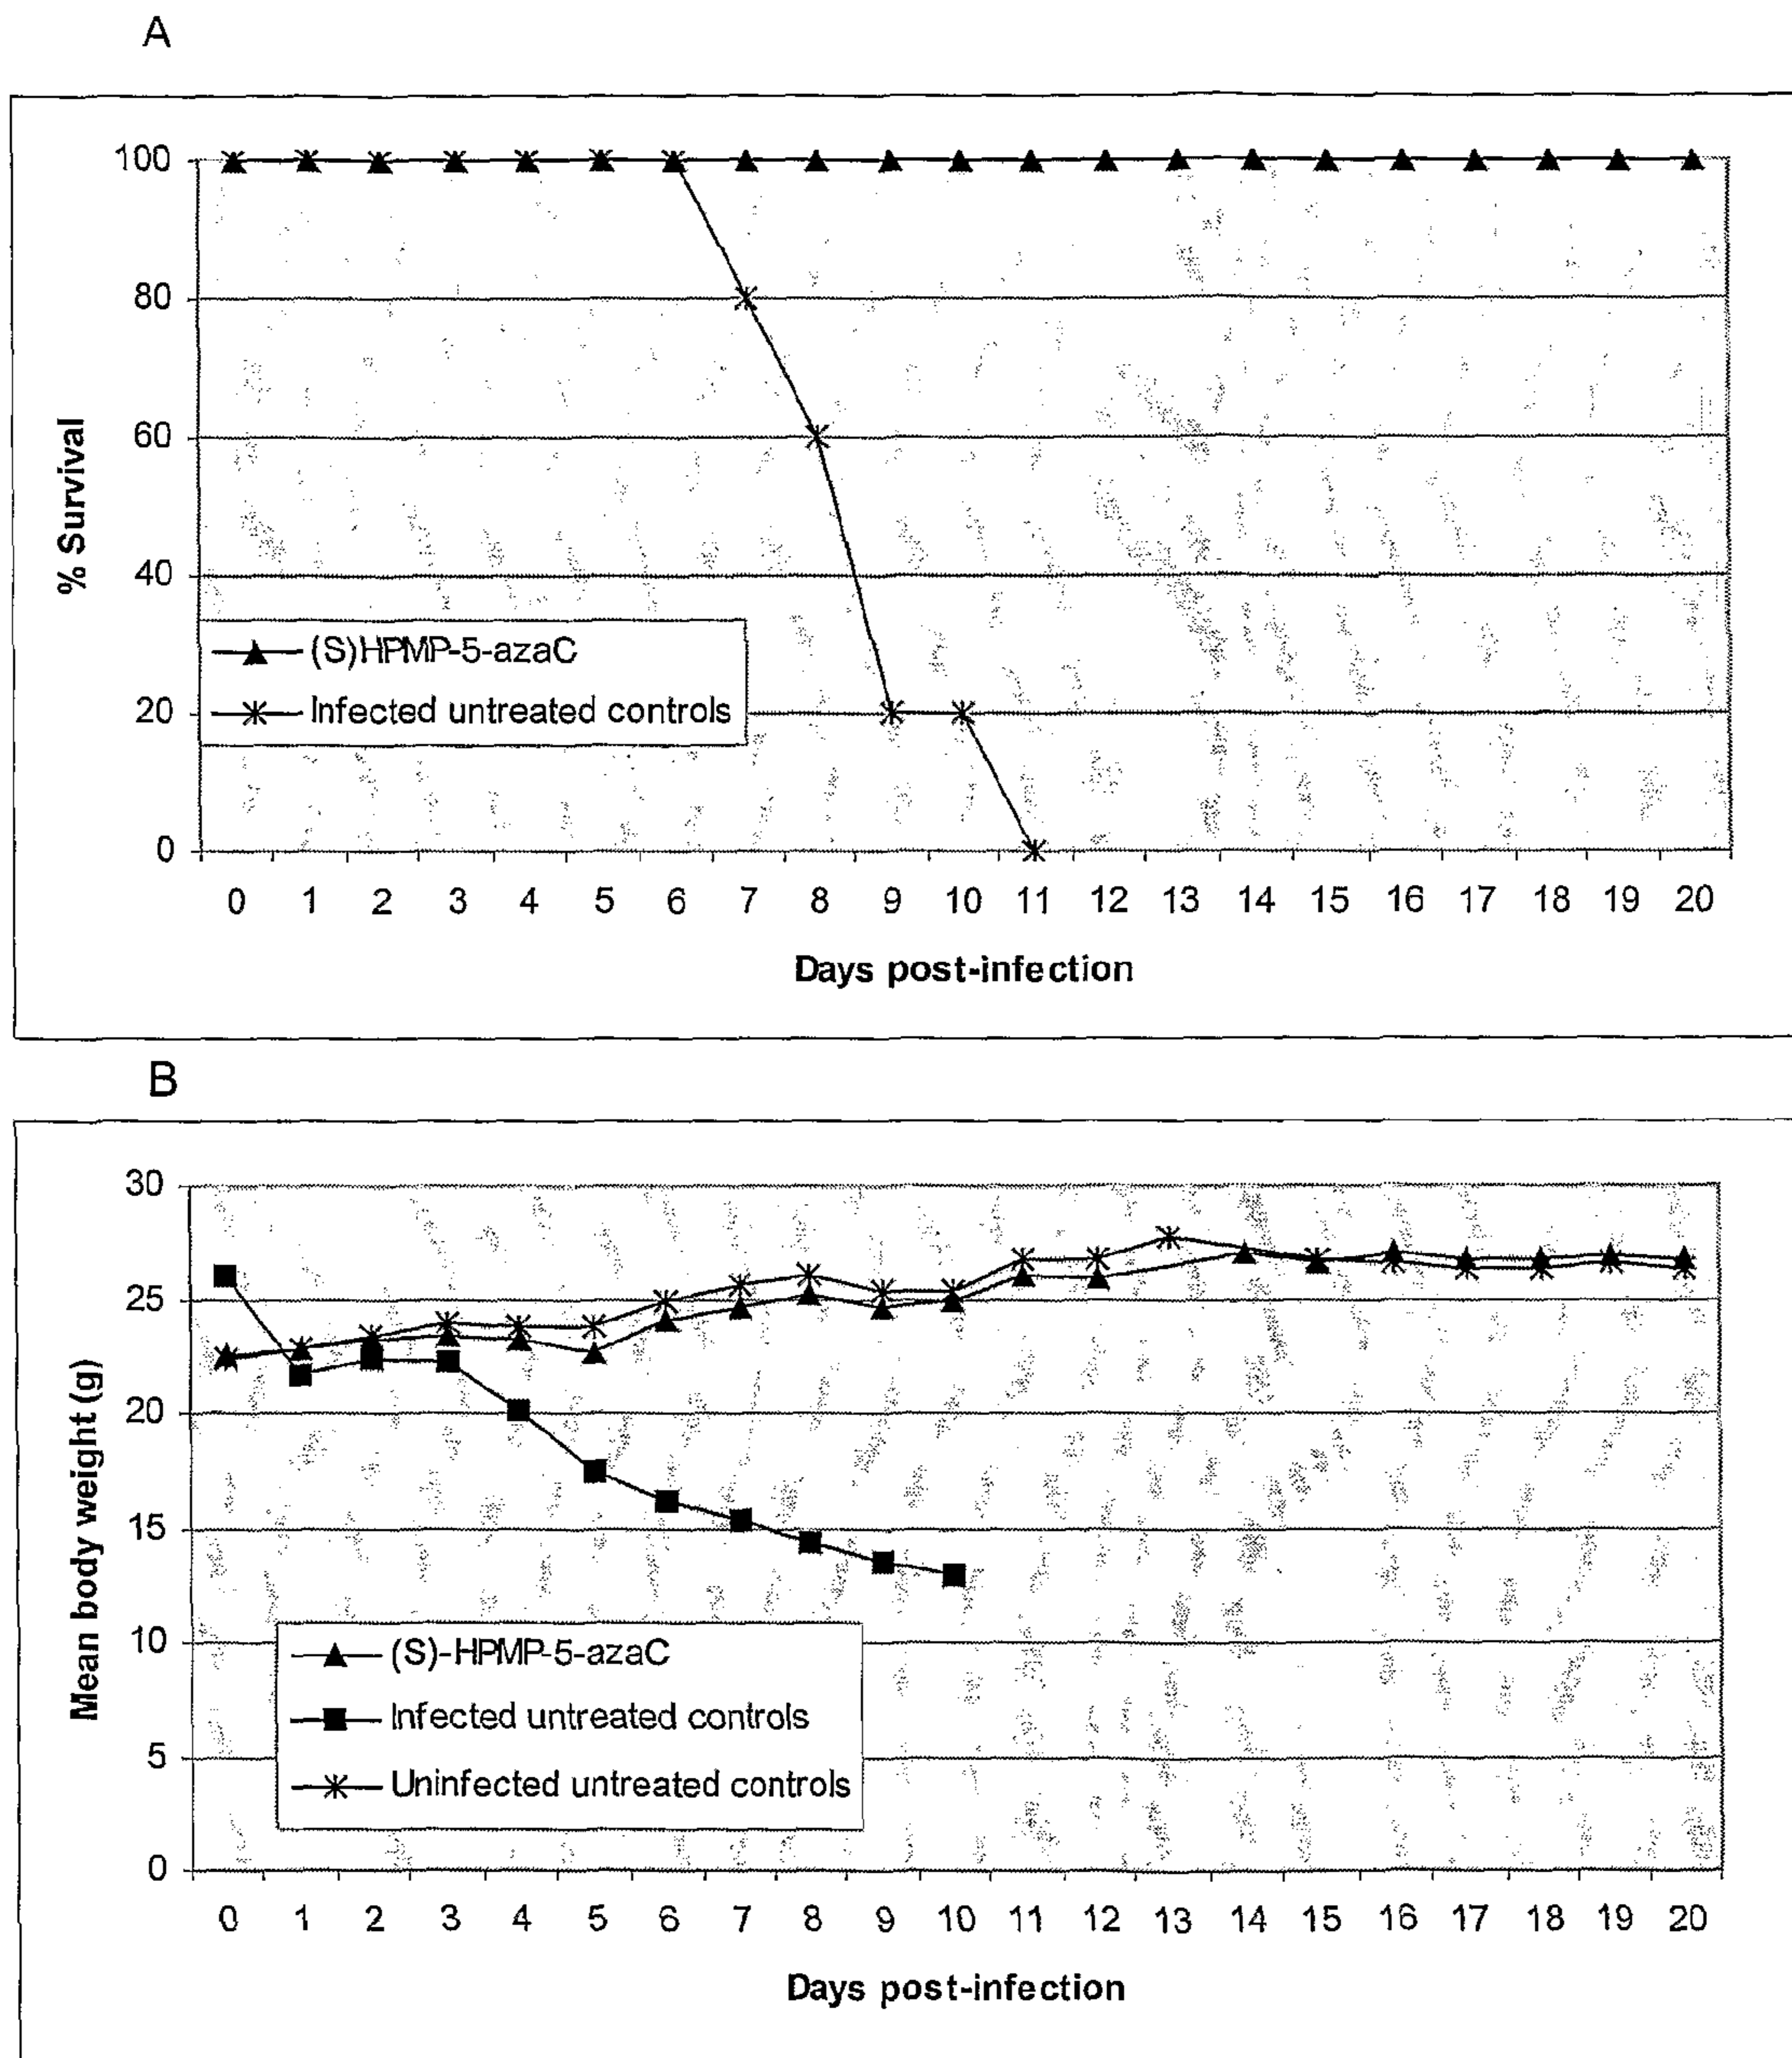 A
100
80
60
40
20
0
% Survival
(S)HPMP-5-azaC
Infected untreated controls
0 1 2 3 4 5 6 7 8 9 10 11 12 13 14 15 16 17 18 19 20
Days post-infection
B
30
25
20
15
10
5
0
Mean body weight (g)
(S)-HPMP-5-azaC
Infected untreated controls
Uninfected untreated controls
0 1 2 3 4 5 6 7 8 9 10 11 12 13 14 15 16 17 18 19 20
Days post-infection